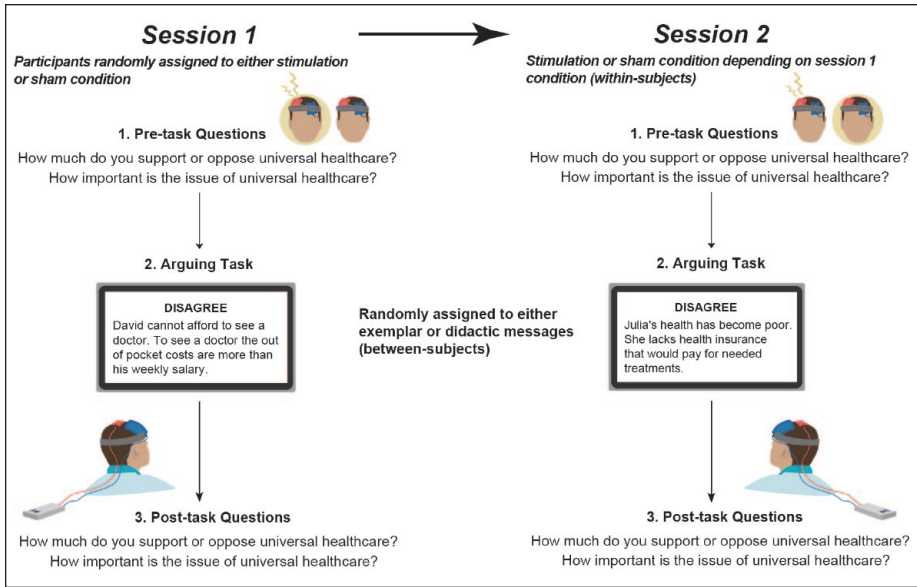 Session 1
Participants randomly assigned to either stimulation
or sham condition
1. Pre-task Questions
How much do you support or oppose universal healthcare?
How important is the issue of universal healthcare?
2. Arguing Task
DISAGREE
David cannot afford to see a
doctor. To see a doctor the out
of pocket costs are more than
his weekly salary.
3. Post-task Questions
How much do you support or oppose universal healthcare?
How important is the issue of universal healthcare?
Randomly assigned to either
exemplar or didactic messages
(between-subjects)
Session 2
Stimulation or sham condition depending on session 1
condition (within-subjects)
1. Pre-task Questions
How much do you support or oppose universal healthcare?
How important is the issue of universal healthcare?
2. Arguing Task
DISAGREE
Julia's health has become poor.
She lacks health insurance
that would pay for needed
treatments.
3. Post-task Questions
How much do you support or oppose universal healthcare?
How important is the issue of universal healthcare?